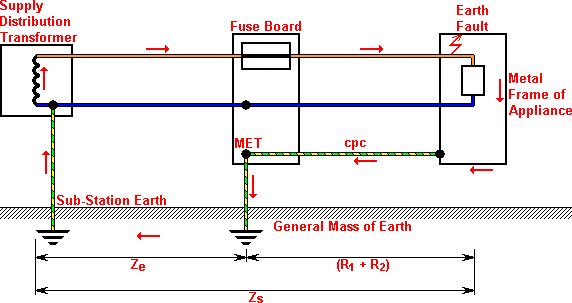 Supply
Distribution
Transformer
Fuse Board
Earth
Fault
Metal
Frame of
Appliance
MET
cpc
Sub-Station Earth
General Mass of Earth
Ze
(R1 + R2)
Zs